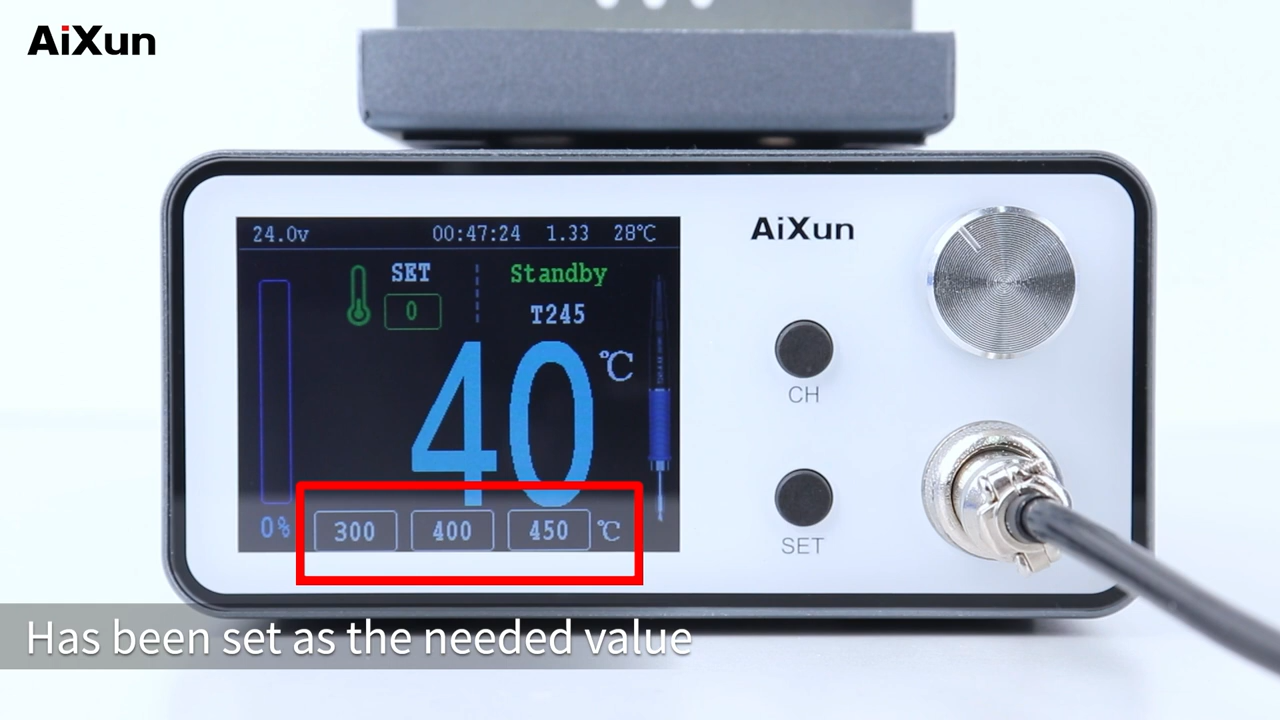 AiXun
24.0v 00:47:24 1.33 28℃
SET Standby
0 T245
40 ℃
0% 300 400 450 ℃
AiXun
CH
SET
Has been set as the needed value